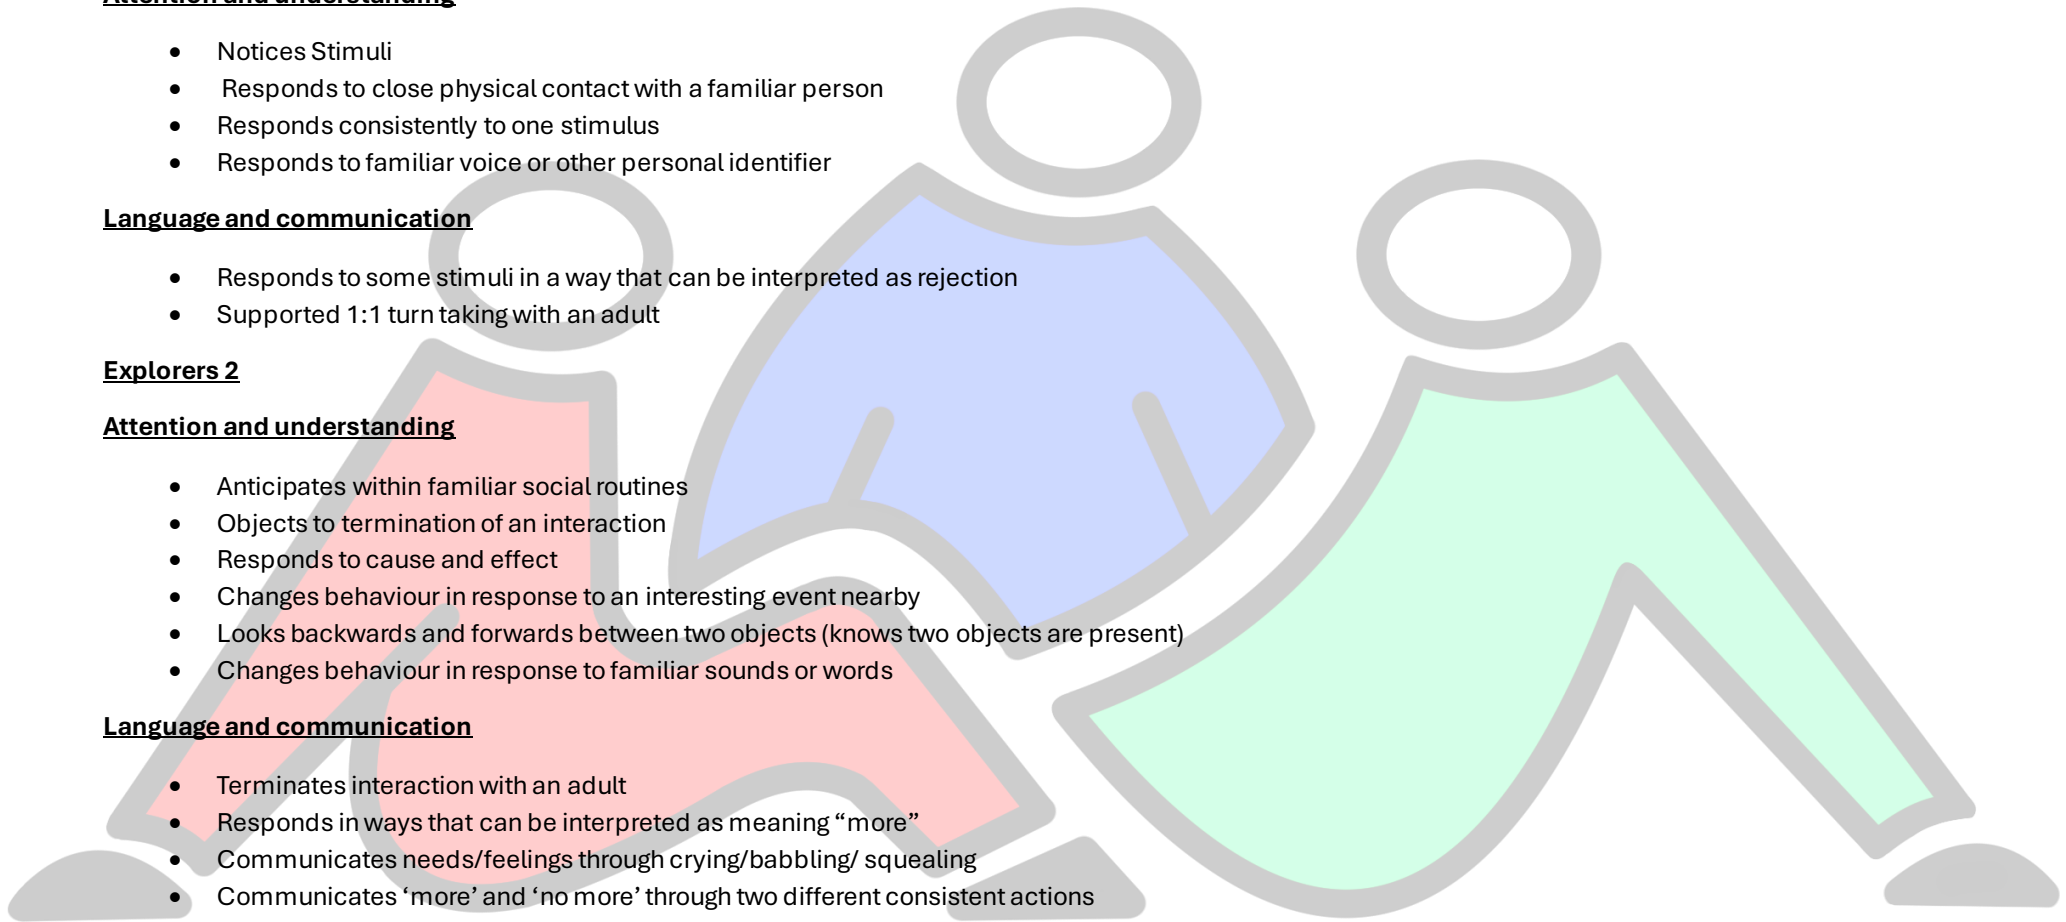 Attention and understanding
• Notices Stimuli
• Responds to close physical contact with a familiar person
• Responds consistently to one stimulus
• Responds to familiar voice or other personal identifier
Language and communication
• Responds to some stimuli in a way that can be interpreted as rejection
• Supported 1:1 turn taking with an adult
Explorers 2
Attention and understanding
• Anticipates within familiar social routines
• Objects to termination of an interaction
• Responds to cause and effect
• Changes behaviour in response to an interesting event nearby
• Looks backwards and forwards between two objects (knows two objects are present)
• Changes behaviour in response to familiar sounds or words
Language and communication
• Terminates interaction with an adult
• Responds in ways that can be interpreted as meaning “more”
• Communicates needs/feelings through crying/babbling/ squealing
• Communicates ‘more’ and ‘no more’ through two different consistent actions